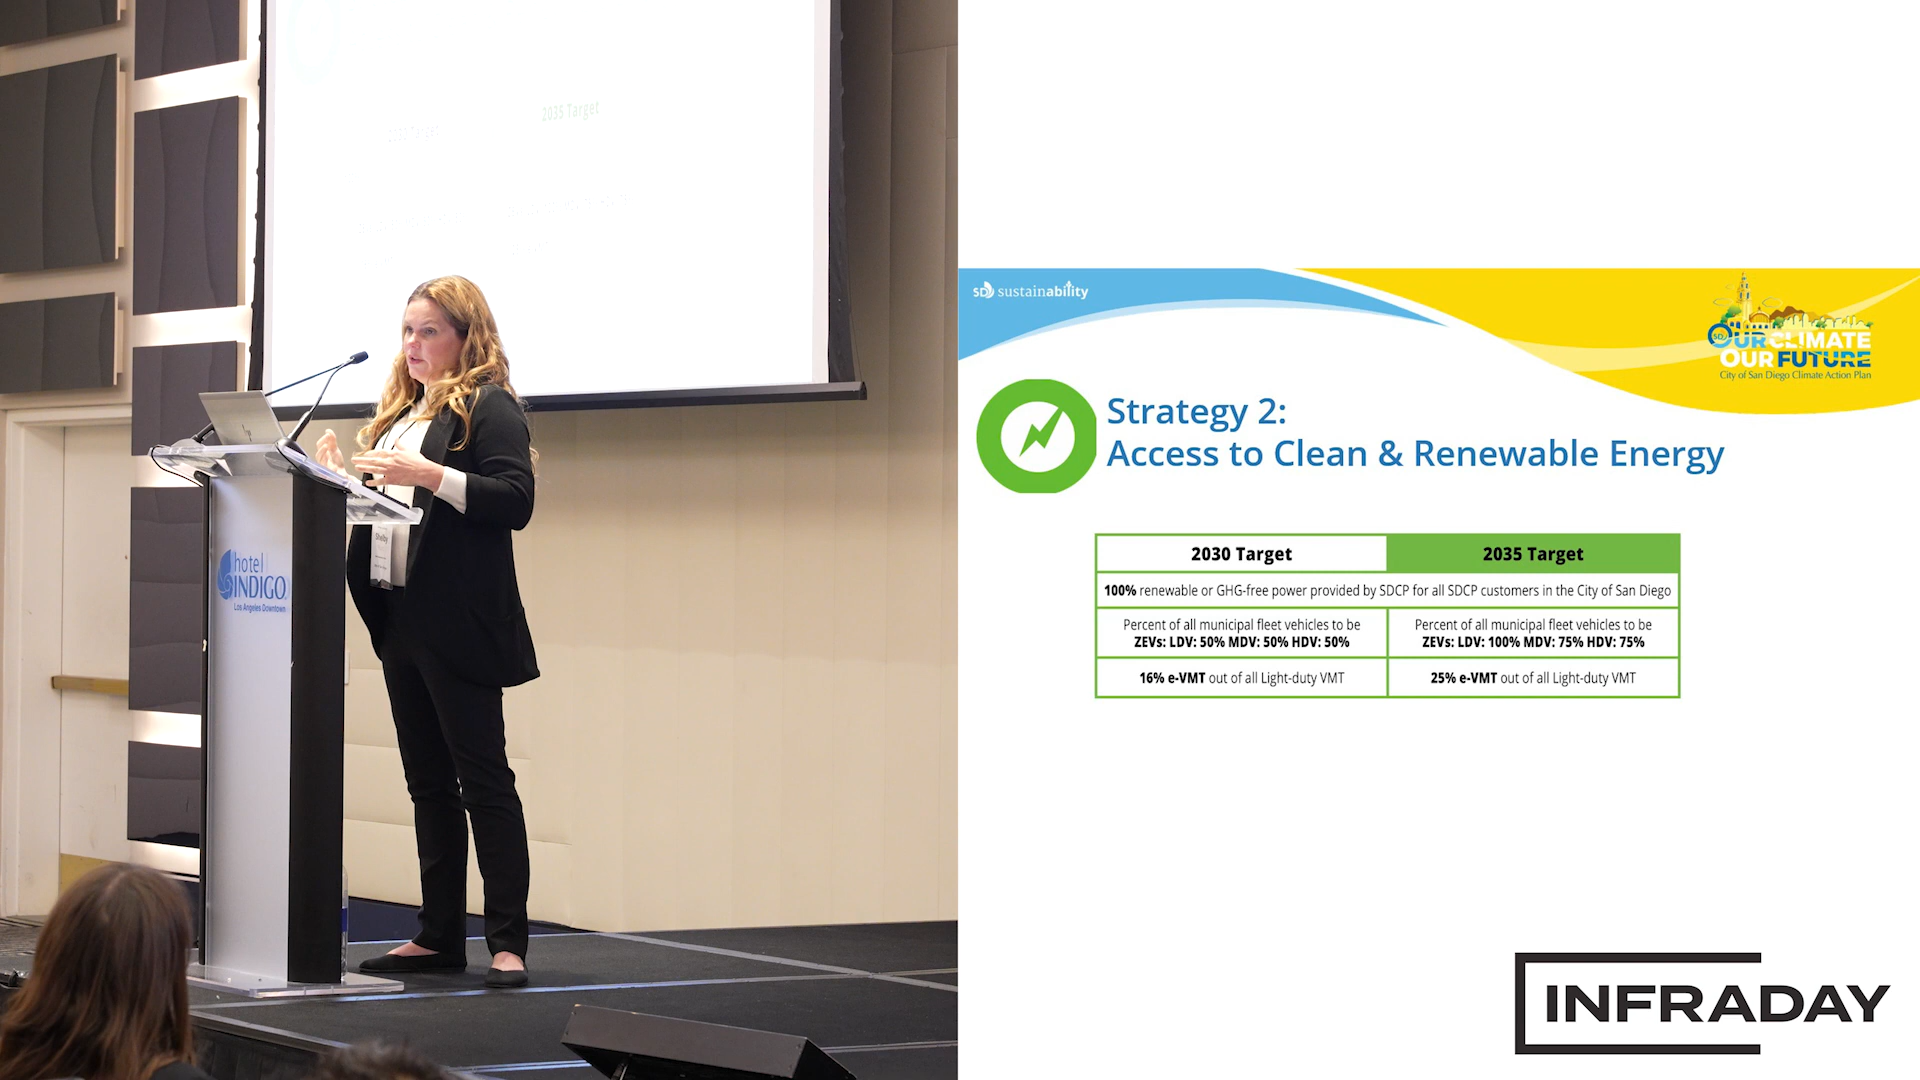 2030 Target
2035 Target
Shelby
hotel
INDIGO
Los Angeles Downtown
SD sustainability
SD
OUR CLIMATE
OUR FUTURE
City of San Diego Climate Action Plan
Strategy 2:
Access to Clean & Renewable Energy
2030 Target
2035 Target
100% renewable or GHG-free power provided by SDCP for all SDCP customers in the City of San Diego
Percent of all municipal fleet vehicles to be
ZEVs: LDV: 50% MDV: 50% HDV: 50%
Percent of all municipal fleet vehicles to be
ZEVs: LDV: 100% MDV: 75% HDV: 75%
16% e-VMT out of all Light-duty VMT
25% e-VMT out of all Light-duty VMT
INFRADAY